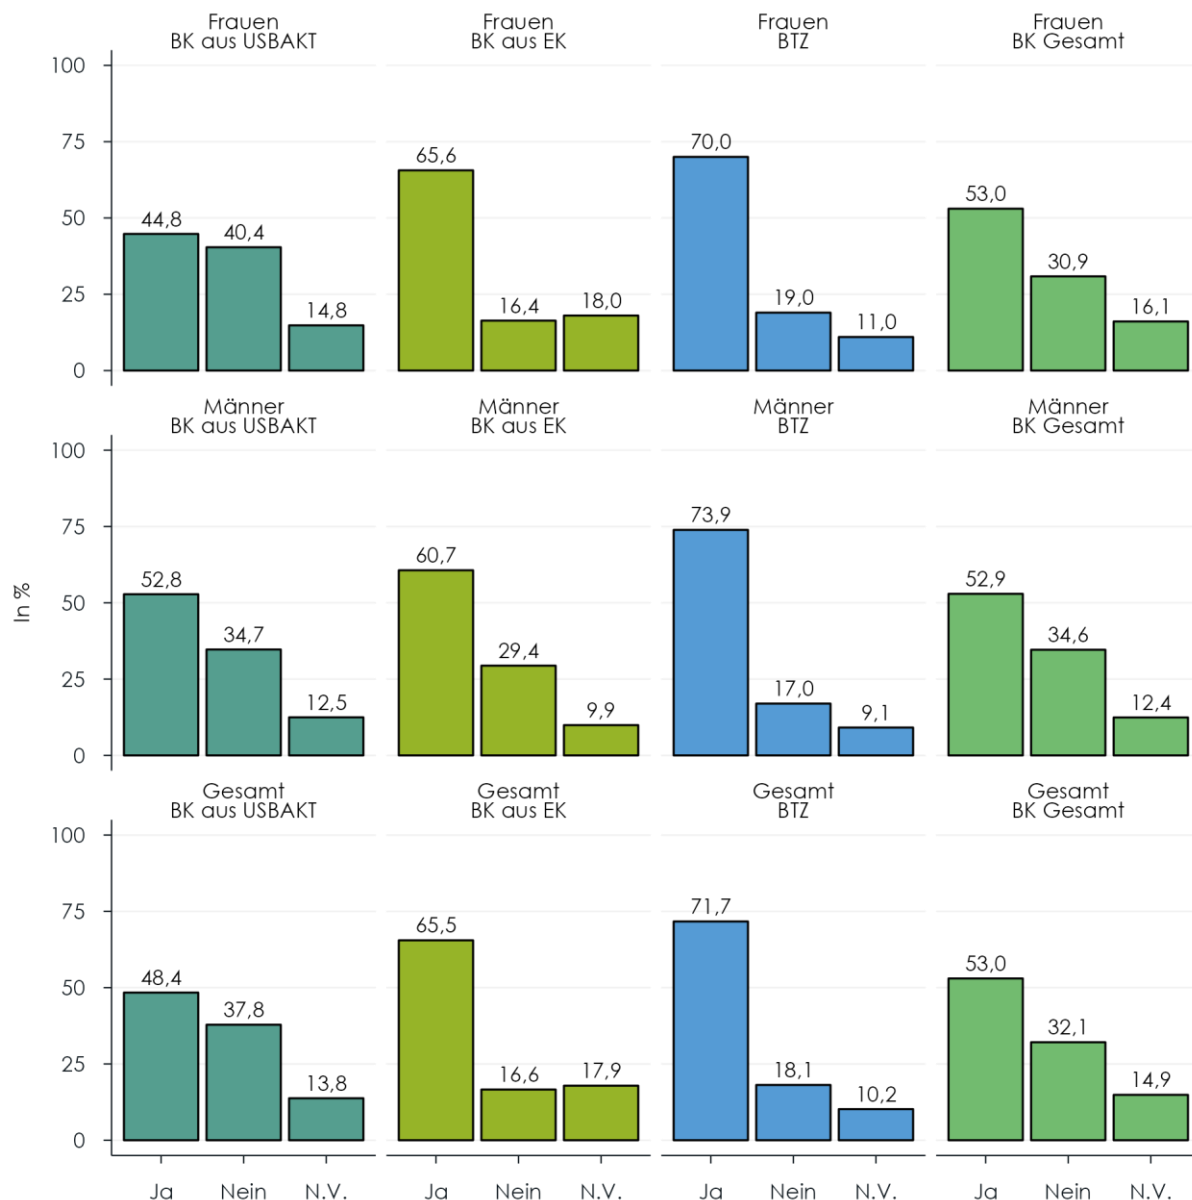 Frauen Frauen Frauen Frauen
BK aus USBAKT BK aus EK BTZ BK Gesamt
100
75
70,0
65,6
53,0
50
44,8
40,4
30,9
25
14,8 16,4 18,0 19,0 11,0 16,1
0
Männer Männer Männer Männer
BK aus USBAKT BK aus EK BTZ BK Gesamt
100
75
73,9
60,7
In %
52,8 52,9
50
34,7 29,4 34,6
25
12,5 9,9 17,0 9,1 12,4
0
Gesamt Gesamt Gesamt Gesamt
BK aus USBAKT BK aus EK BTZ BK Gesamt
100
75
71,7
65,5
48,4 53,0
50
37,8 32,1
25
13,8 16,6 17,9 18,1 10,2 14,9
0
Ja Nein N.V. Ja Nein N.V. Ja Nein N.V. Ja Nein N.V.